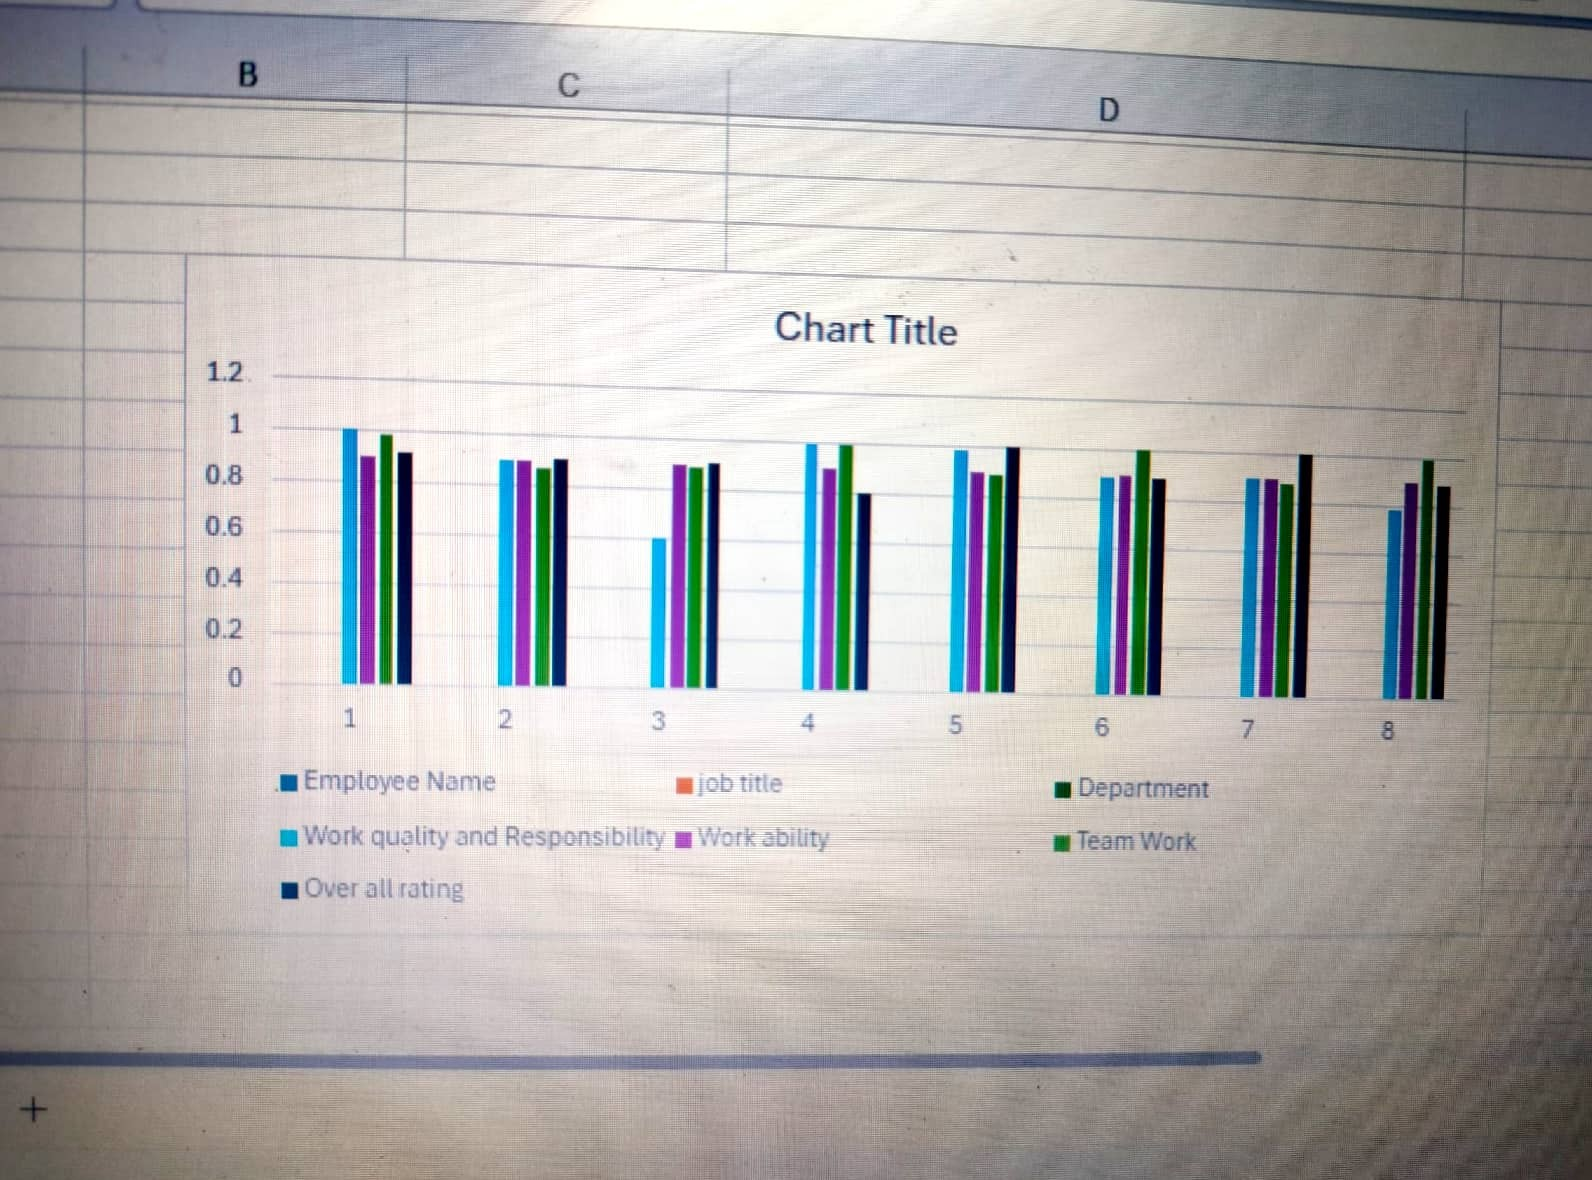 B C D
Chart Title
1.2
1
0.8
0.6
0.4
0.2
0
1 2 3 4 5 6 7 8
Employee Name job title Department
Work quality and Responsibility Work ability Team Work
Over all rating
+